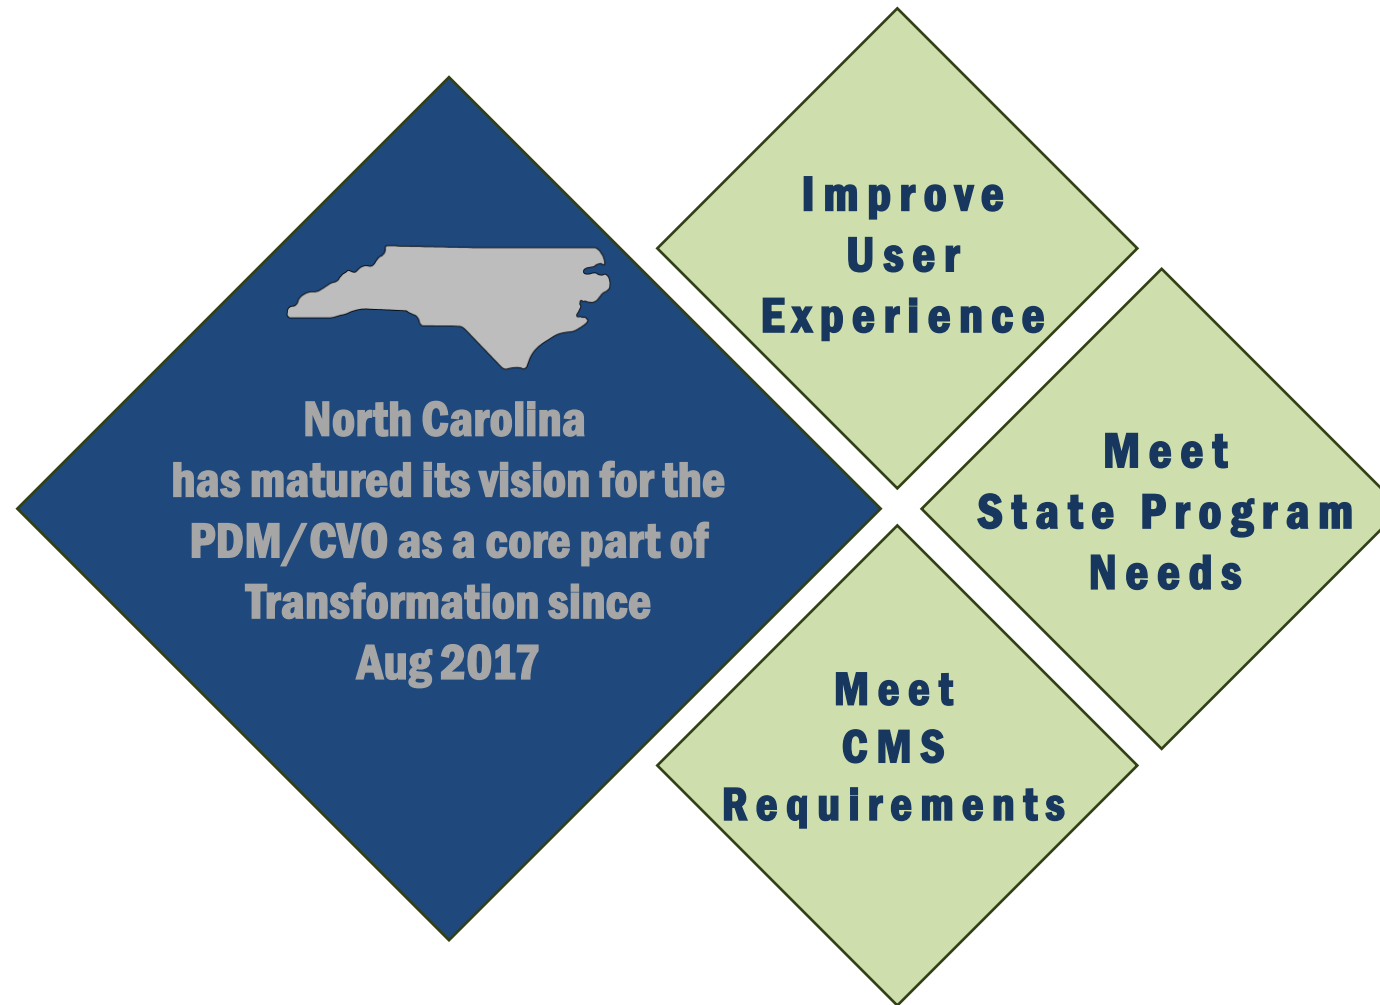 North Carolina
has matured its vision for the
PDM/CVO as a core part of
Transformation since
Aug 2017
Improve
User
Experience
Meet
State Program
Needs
Meet
CMS
Requirements